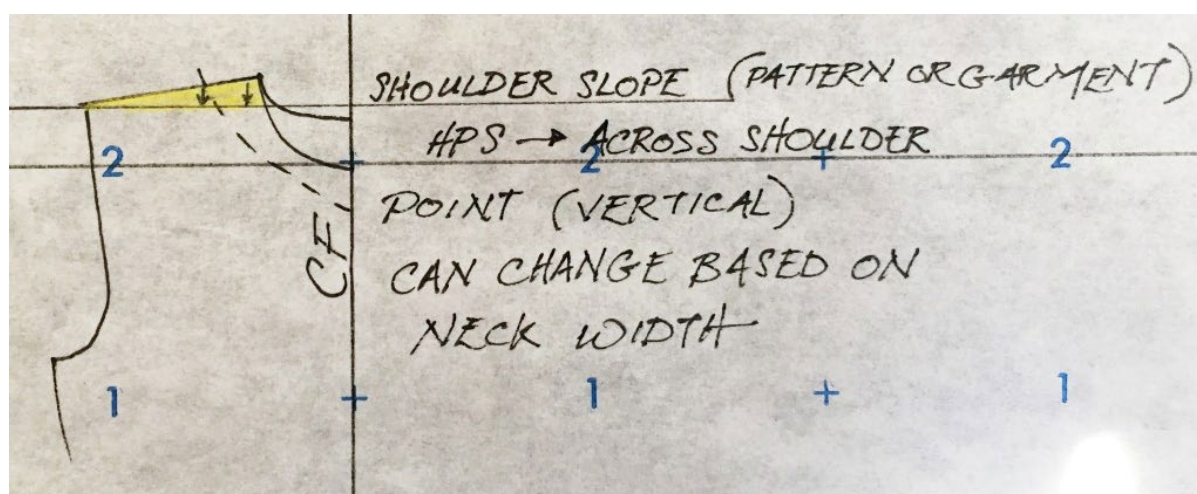 SHOULDER SLOPE (PATTERN OR GARMENT)
HPS → ACROSS SHOULDER
2 2 + 2
POINT (VERTICAL)
CF
CAN CHANGE BASED ON
NECK WIDTH
1 + 1 + 1